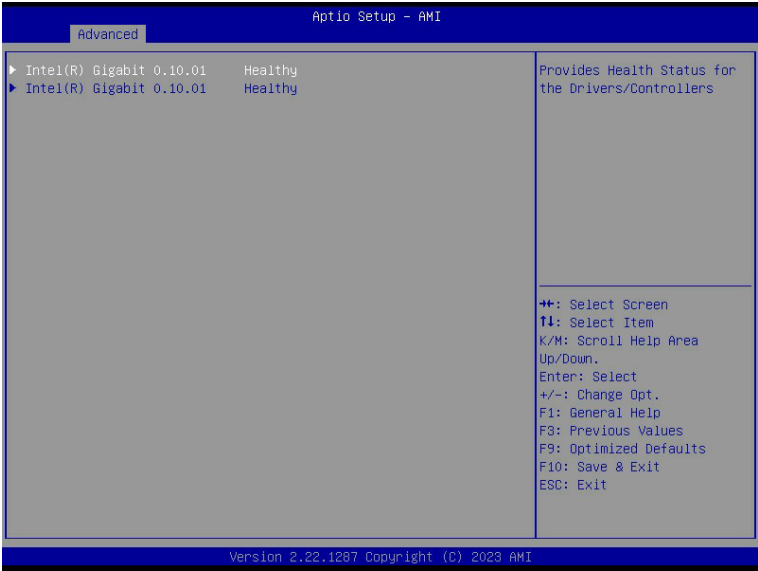 Aptio Setup – AMI
Advanced
▶ Intel(R) Gigabit 0.10.01 Healthy
▶ Intel(R) Gigabit 0.10.01 Healthy
Provides Health Status for
the Drivers/Controllers
→←: Select Screen
↑↓: Select Item
K/M: Scroll Help Area
Up/Down.
Enter: Select
+/-: Change Opt.
F1: General Help
F3: Previous Values
F9: Optimized Defaults
F10: Save & Exit
ESC: Exit
Version 2.22.1287 Copyright (C) 2023 AMI